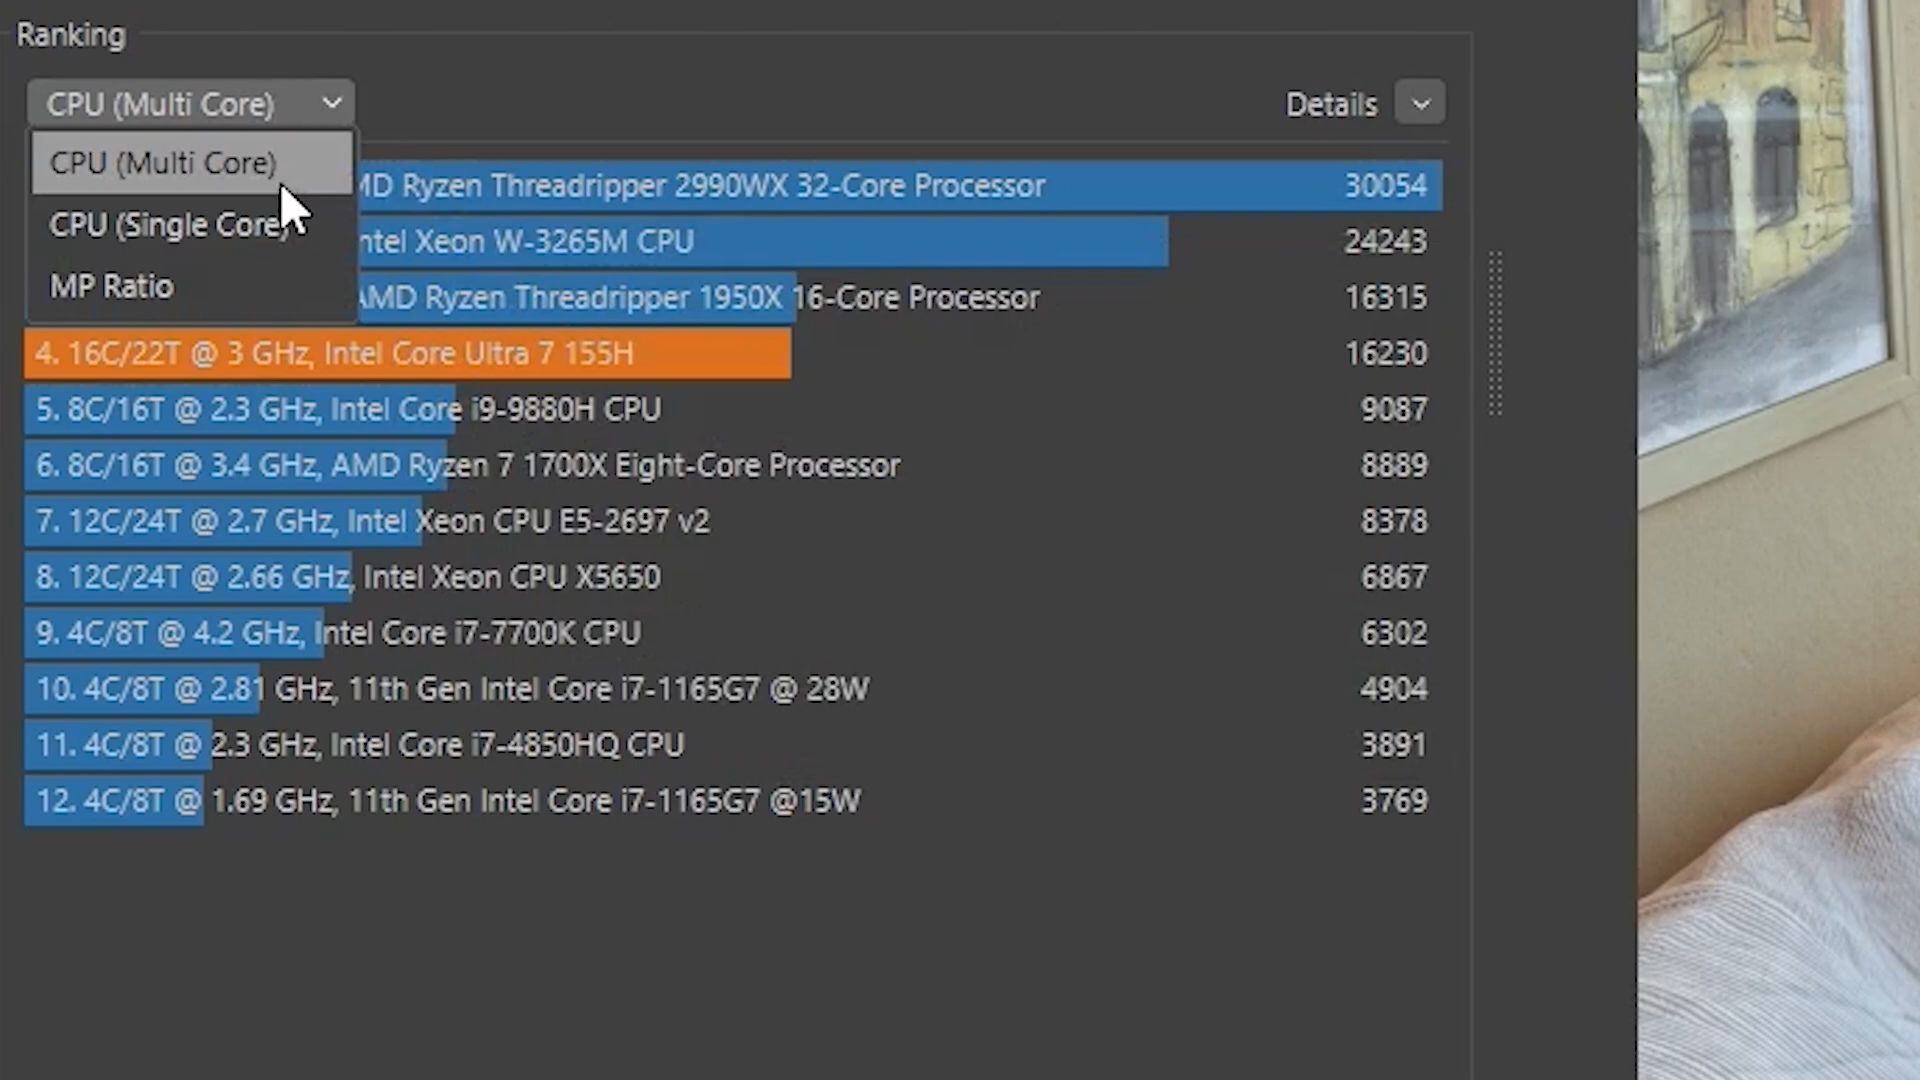 Ranking
CPU (Multi Core)
Details
CPU (Multi Core)
CPU (Single Core)
MP Ratio
MD Ryzen Threadripper 2990WX 32-Core Processor 30054
ntel Xeon W-3265M CPU 24243
AMD Ryzen Threadripper 1950X 16-Core Processor 16315
4. 16C/22T @ 3 GHz, Intel Core Ultra 7 155H 16230
5. 8C/16T @ 2.3 GHz, Intel Core i9-9880H CPU 9087
6. 8C/16T @ 3.4 GHz, AMD Ryzen 7 1700X Eight-Core Processor 8889
7. 12C/24T @ 2.7 GHz, Intel Xeon CPU E5-2697 v2 8378
8. 12C/24T @ 2.66 GHz, Intel Xeon CPU X5650 6867
9. 4C/8T @ 4.2 GHz, Intel Core i7-7700K CPU 6302
10. 4C/8T @ 2.81 GHz, 11th Gen Intel Core i7-1165G7 @ 28W 4904
11. 4C/8T @ 2.3 GHz, Intel Core i7-4850HQ CPU 3891
12. 4C/8T @ 1.69 GHz, 11th Gen Intel Core i7-1165G7 @15W 3769